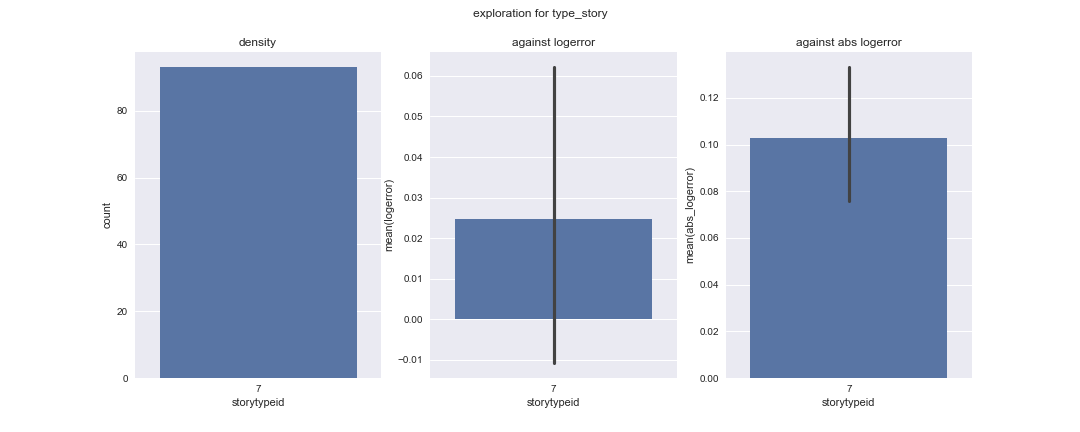 exploration for type_story
density
count
80
60
40
20
0
7
storytypeid
against logerror
mean(logerror)
0.06
0.05
0.04
0.03
0.02
0.01
0.00
−0.01
7
storytypeid
against abs logerror
mean(abs_logerror)
0.12
0.10
0.08
0.06
0.04
0.02
0.00
7
storytypeid